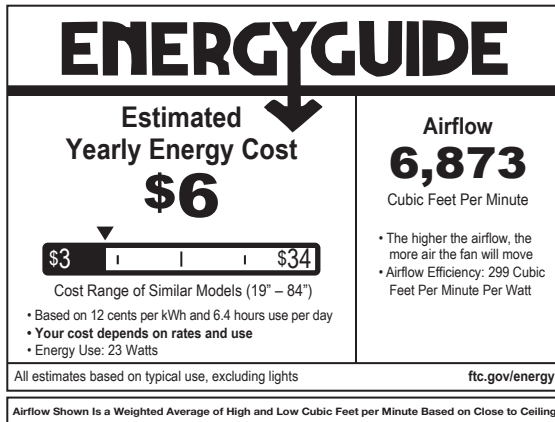 ENERGYGUIDE
Estimated
Yearly Energy Cost
$6
$3
$34
Cost Range of Similar Models (19” – 84”)
• Based on 12 cents per kWh and 6.4 hours use per day
• Your cost depends on rates and use
• Energy Use: 23 Watts
Airflow
6,873
Cubic Feet Per Minute
• The higher the airflow, the
more air the fan will move
• Airflow Efficiency: 299 Cubic
Feet Per Minute Per Watt
All estimates based on typical use, excluding lights
ftc.gov/energy
Airflow Shown Is a Weighted Average of High and Low Cubic Feet per Minute Based on Close to Ceiling